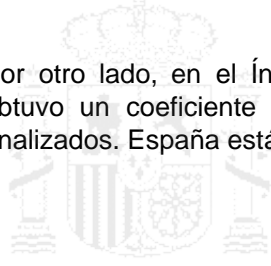 or otro lado, en el Ín
btuvo un coeficiente
nalizados. España está